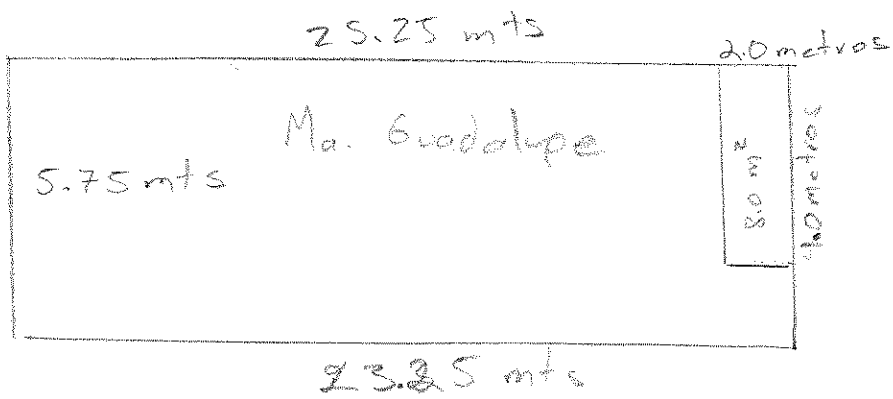 25.25 mts
2.0 metros
Ma. Guadalupe
5.75 mts
8.0 m²
4.0 metros
23.25 mts